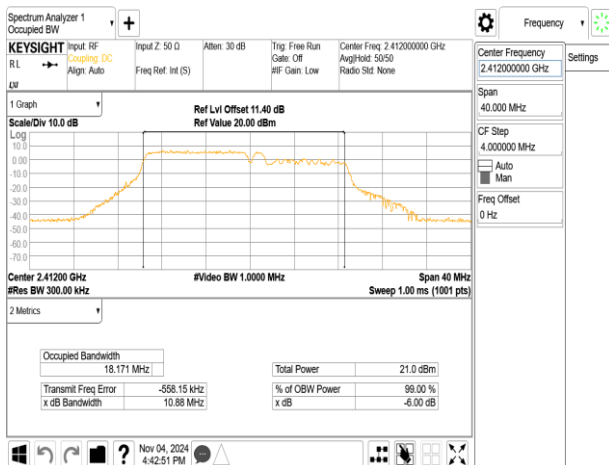 Spectrum Analyzer 1
Occupied BW
▼
+
Frequency
▼
KEYSIGHT
RL
Input: RF
Coupling: DC
Align: Auto
Input Z: 50 Ω
Freq Ref: Int (S)
Atten: 30 dB
Trig: Free Run
Gate: Off
#IF Gain: Low
Center Freq: 2.412000000 GHz
Avg|Hold: 50/50
Radio Std: None
LXI
Center Frequency
2.412000000 GHz
Settings
Span
40.000 MHz
CF Step
4.000000 MHz
Auto
Man
Freq Offset
0 Hz
1 Graph
▼
Scale/Div 10.0 dB
Ref Lvl Offset 11.40 dB
Ref Value 20.00 dBm
Log
10.0
0.00
-10.0
-20.0
-30.0
-40.0
-50.0
-60.0
-70.0
Center 2.41200 GHz
#Res BW 300.00 kHz
#Video BW 1.0000 MHz
Span 40 MHz
Sweep 1.00 ms (1001 pts)
2 Metrics
▼
Occupied Bandwidth
18.171 MHz
Transmit Freq Error -558.15 kHz
x dB Bandwidth 10.88 MHz
Total Power 21.0 dBm
% of OBW Power 99.00 %
x dB -6.00 dB
?
Nov 04, 2024
4:42:51 PM